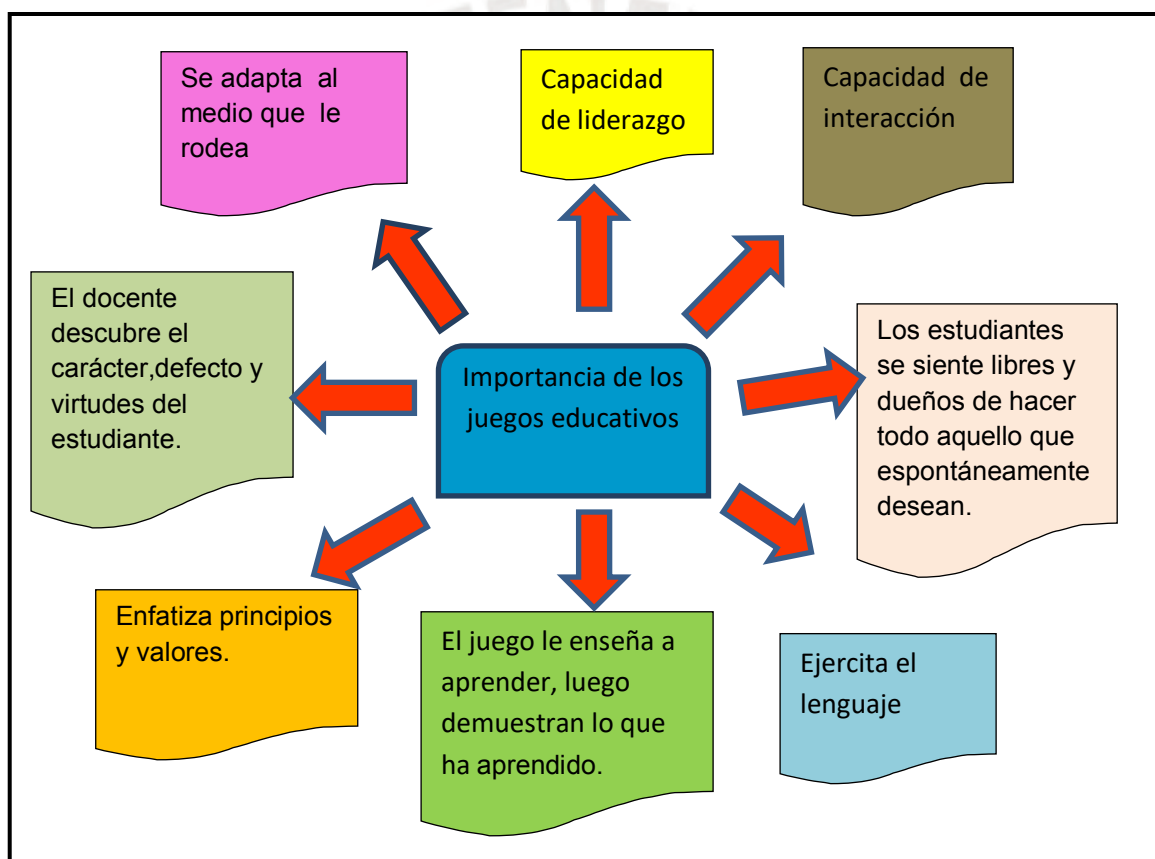 Se adapta al
medio que le
rodea
Capacidad
de liderazgo
Capacidad de
interacción
El docente
descubre el
carácter,defecto y
virtudes del
estudiante.
Importancia de los
juegos educativos
Los estudiantes
se siente libres y
dueños de hacer
todo aquello que
espontáneamente
desean.
Enfatiza principios
y valores.
El juego le enseña a
aprender, luego
demuestran lo que
ha aprendido.
Ejercita el
lenguaje